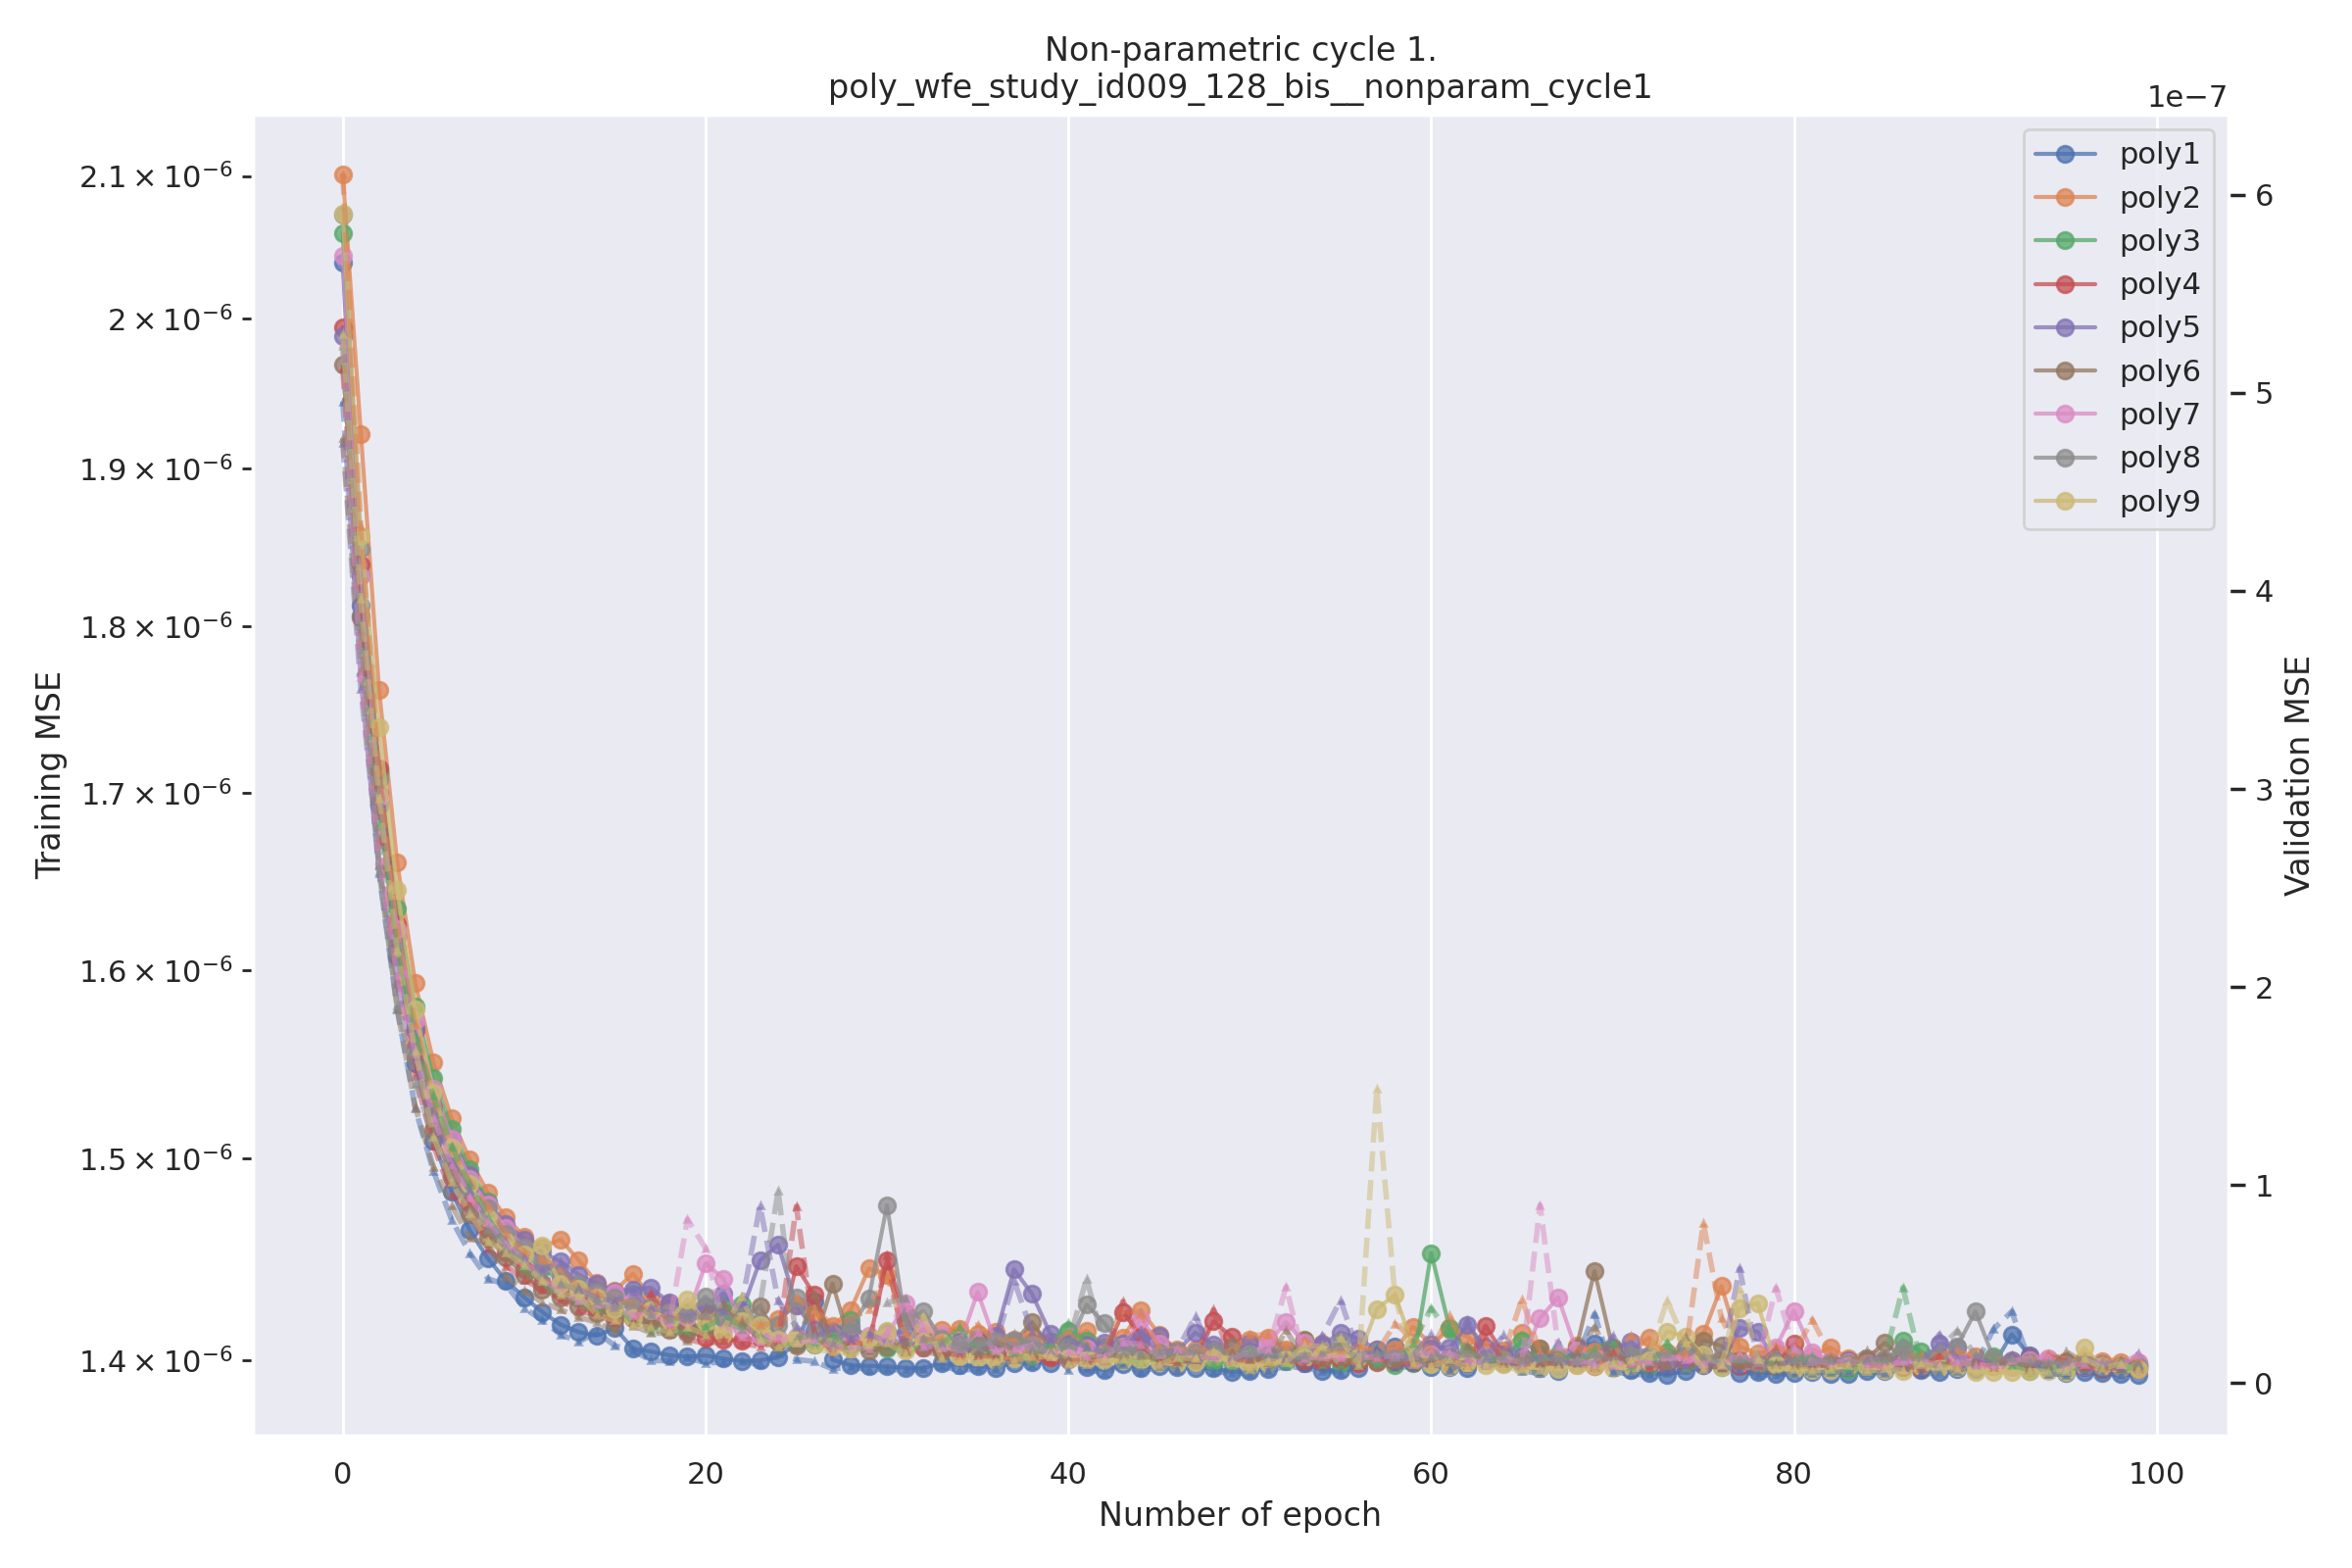 Non-parametric cycle 1.
poly_wfe_study_id009_128_bis__nonparam_cycle1
1e−7
2.1 × 10⁻⁶
2 × 10⁻⁶
1.9 × 10⁻⁶
1.8 × 10⁻⁶
1.7 × 10⁻⁶
1.6 × 10⁻⁶
1.5 × 10⁻⁶
1.4 × 10⁻⁶
Training MSE
poly1
poly2
poly3
poly4
poly5
poly6
poly7
poly8
poly9
6
5
4
3
2
1
0
Validation MSE
0 20 40 60 80 100
Number of epoch